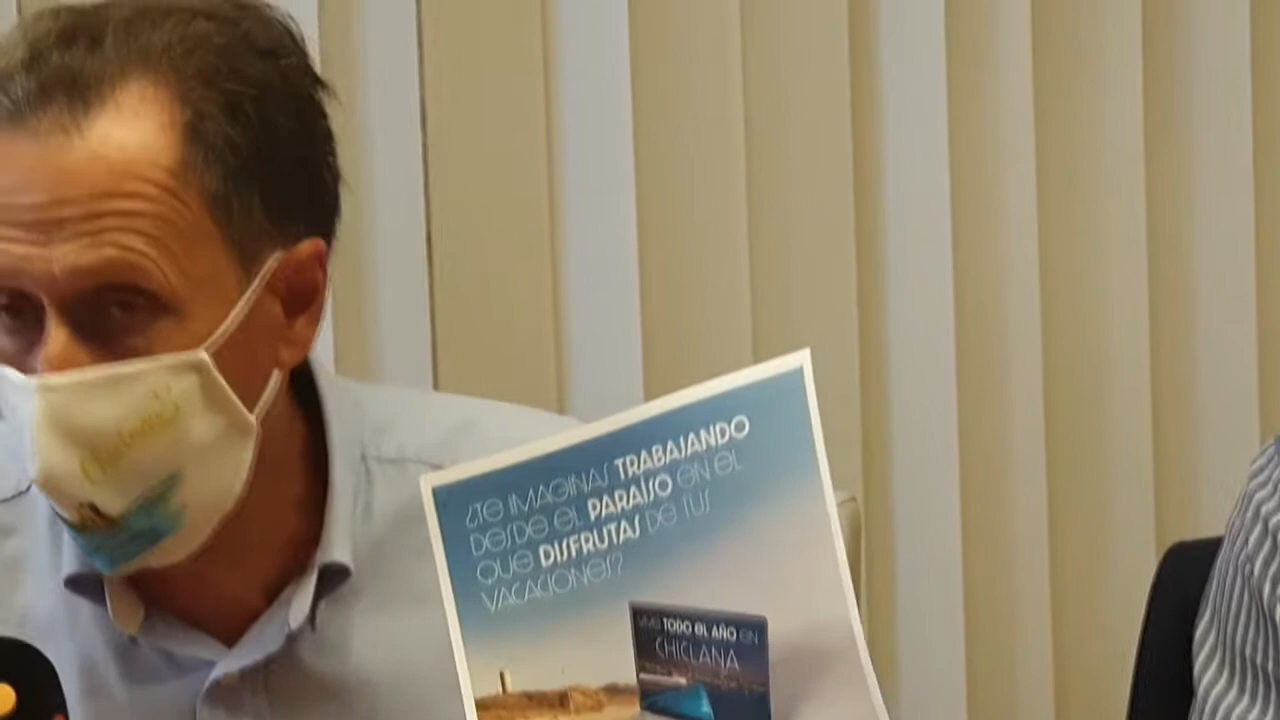 ¿TE IMAGINAS TRABAJANDO
DESDE EL PARAÍSO EN EL
QUE DISFRUTAS DE TUS
VACACIONES?
VIVE TODO EL AÑO EN
CHICLANA